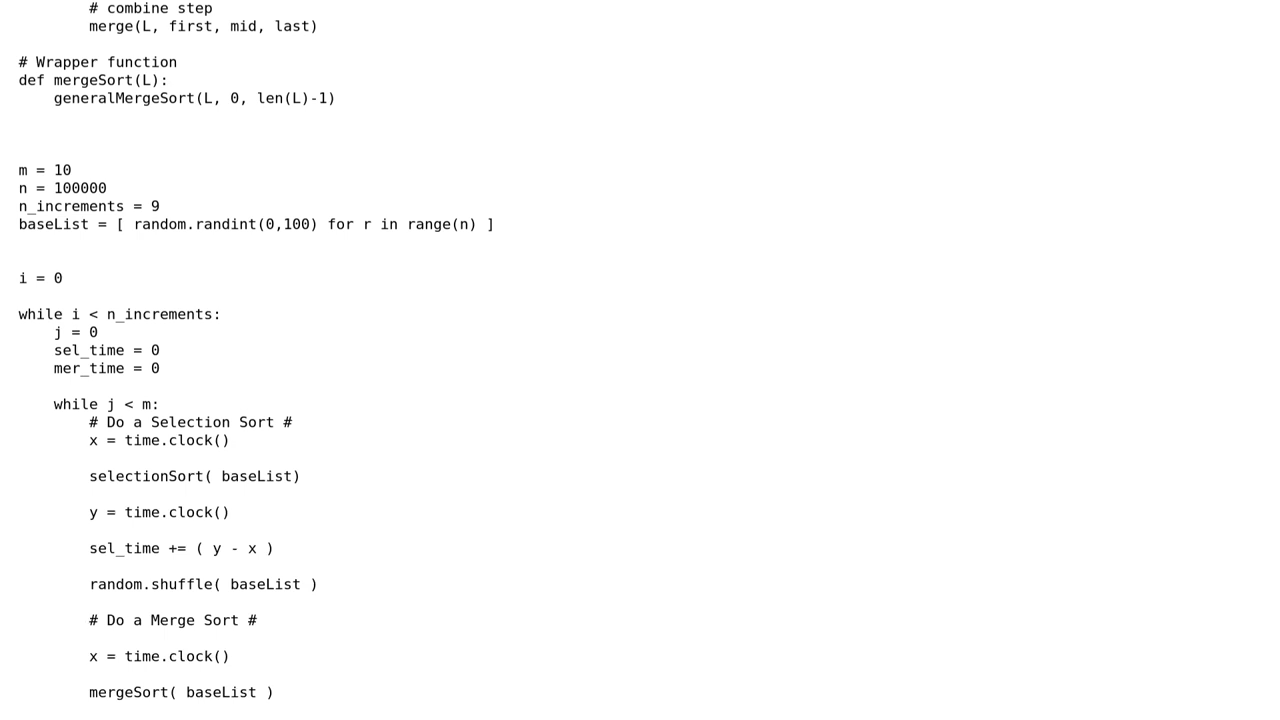 # combine step
merge(L, first, mid, last)
# Wrapper function
def mergeSort(L):
generalMergeSort(L, 0, len(L)-1)
m = 10
n = 100000
n_increments = 9
baseList = [ random.randint(0,100) for r in range(n) ]
i = 0
while i < n_increments:
j = 0
sel_time = 0
mer_time = 0
while j < m:
# Do a Selection Sort #
x = time.clock()
selectionSort( baseList)
y = time.clock()
sel_time += ( y - x )
random.shuffle( baseList )
# Do a Merge Sort #
x = time.clock()
mergeSort( baseList )